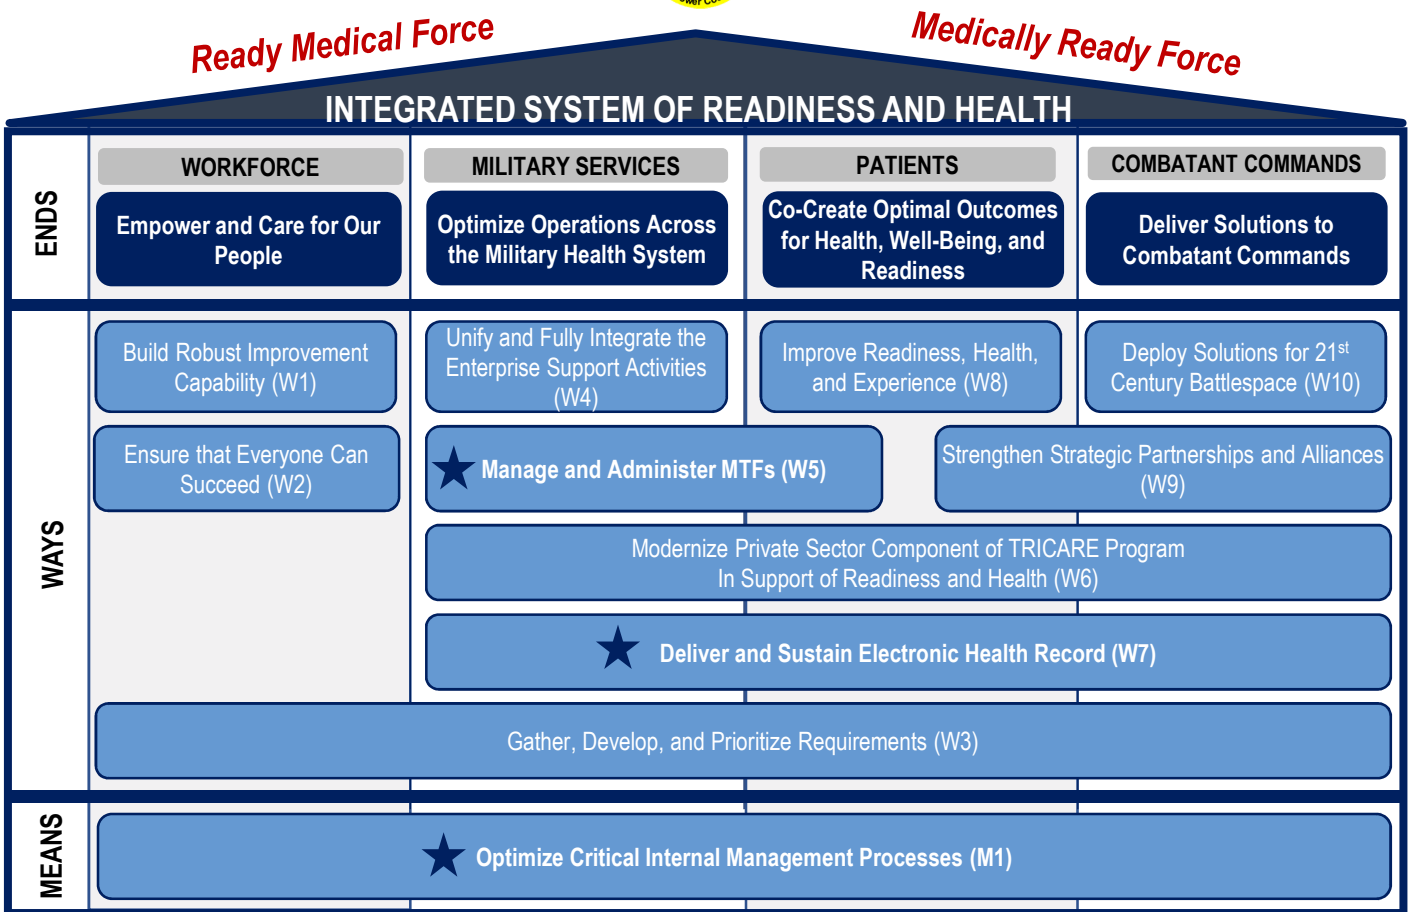 Ready Medical Force
Medically Ready Force
INTEGRATED SYSTEM OF READINESS AND HEALTH
ENDS
WORKFORCE
MILITARY SERVICES
PATIENTS
COMBATANT COMMANDS
Empower and Care for Our
People
Optimize Operations Across
the Military Health System
Co-Create Optimal Outcomes
for Health, Well-Being, and
Readiness
Deliver Solutions to
Combatant Commands
WAYS
Build Robust Improvement
Capability (W1)
Unify and Fully Integrate the
Enterprise Support Activities
(W4)
Improve Readiness, Health,
and Experience (W8)
Deploy Solutions for 21st
Century Battlespace (W10)
Ensure that Everyone Can
Succeed (W2)
Manage and Administer MTFs (W5)
Strengthen Strategic Partnerships and Alliances
(W9)
Modernize Private Sector Component of TRICARE Program
In Support of Readiness and Health (W6)
Deliver and Sustain Electronic Health Record (W7)
Gather, Develop, and Prioritize Requirements (W3)
MEANS
Optimize Critical Internal Management Processes (M1)